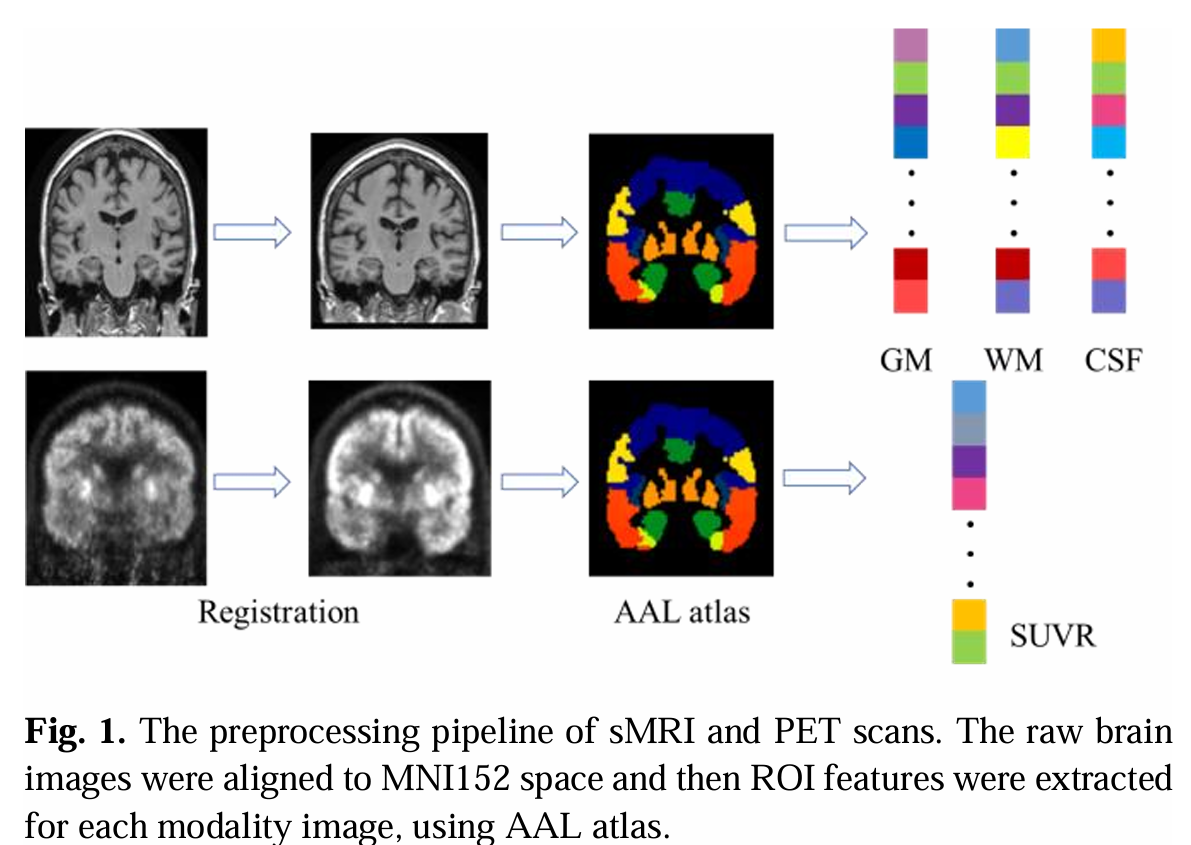 GM WM CSF
Registration AAL atlas
SUVR
Fig. 1. The preprocessing pipeline of sMRI and PET scans. The raw brain
images were aligned to MNI152 space and then ROI features were extracted
for each modality image, using AAL atlas.